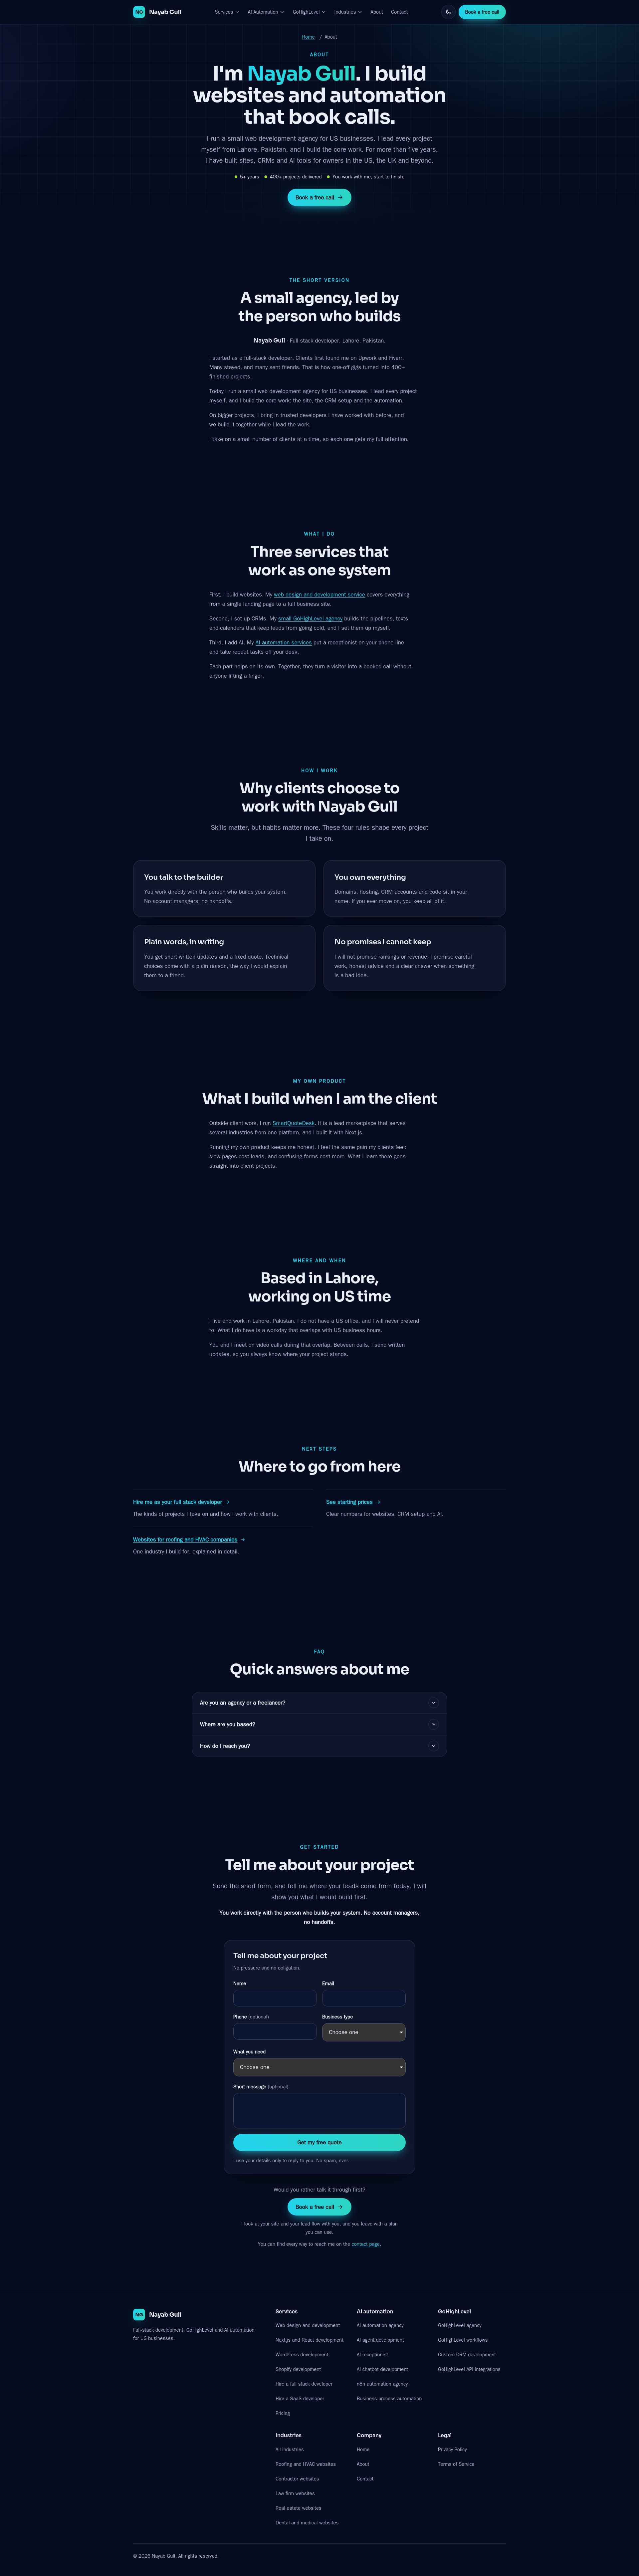 NG Nayab Gull Services AI Automation GoHighLevel Industries About Contact Book a free call
Home / About
ABOUT
I'm Nayab Gull. I build
websites and automation
that book calls.
I run a small web development agency for US businesses. I lead every project
myself from Lahore, Pakistan, and I build the core work. For more than five years,
I have built sites, CRMs and AI tools for owners in the US, the UK and beyond.
5+ years 400+ projects delivered You work with me, start to finish.
Book a free call →
THE SHORT VERSION
A small agency, led by
the person who builds
Nayab Gull · Full-stack developer, Lahore, Pakistan.
I started as a full-stack developer. Clients first found me on Upwork and Fiverr.
Many stayed, and many sent friends. That is how one-off gigs turned into 400+
finished projects.
Today I run a small web development agency for US businesses. I lead every project
myself, and I build the core work: the site, the CRM setup and the automation.
On bigger projects, I bring in trusted developers I have worked with before, and
we build it together while I lead the work.
I take on a small number of clients at a time, so each one gets my full attention.
WHAT I DO
Three services that
work as one system
First, I build websites. My web design and development service covers everything
from a single landing page to a full business site.
Second, I set up CRMs. My small GoHighLevel agency builds the pipelines, texts
and calendars that keep leads from going cold, and I set them up myself.
Third, I add AI. My AI automation services put a receptionist on your phone line
and take repeat tasks off your desk.
Each part helps on its own. Together, they turn a visitor into a booked call without
anyone lifting a finger.
HOW I WORK
Why clients choose to
work with Nayab Gull
Skills matter, but habits matter more. These four rules shape every project
I take on.
You talk to the builder
You work directly with the person who builds your system.
No account managers, no handoffs.
You own everything
Domains, hosting, CRM accounts and code sit in your
name. If you ever move on, you keep all of it.
Plain words, in writing
You get short written updates and a fixed quote. Technical
choices come with a plain reason, the way I would explain
them to a friend.
No promises I cannot keep
I will not promise rankings or revenue. I promise careful
work, honest advice and a clear answer when something
is a bad idea.
MY OWN PRODUCT
What I build when I am the client
Outside client work, I run SmartQuoteDesk. It is a lead marketplace that serves
several industries from one platform, and I built it with Next.js.
Running my own product keeps me honest. I feel the same pain my clients feel:
slow pages cost leads, and confusing forms cost more. What I learn there goes
straight into client projects.
WHERE AND WHEN
Based in Lahore,
working on US time
I live and work in Lahore, Pakistan. I do not have a US office, and I will never pretend
to. What I do have is a workday that overlaps with US business hours.
You and I meet on video calls during that overlap. Between calls, I send written
updates, so you always know where your project stands.
NEXT STEPS
Where to go from here
Hire me as your full stack developer →
The kinds of projects I take on and how I work with clients.
See starting prices →
Clear numbers for websites, CRM setup and AI.
Websites for roofing and HVAC companies →
One industry I build for, explained in detail.
FAQ
Quick answers about me
Are you an agency or a freelancer?
Where are you based?
How do I reach you?
GET STARTED
Tell me about your project
Send the short form, and tell me where your leads come from today. I will
show you what I would build first.
You work directly with the person who builds your system. No account managers,
no handoffs.
Tell me about your project
No pressure and no obligation.
Name Email
Phone (optional) Business type
Choose one
What you need
Choose one
Short message (optional)
Get my free quote
I use your details only to reply to you. No spam, ever.
Would you rather talk it through first?
Book a free call →
I look at your site and your lead flow with you, and you leave with a plan
you can use.
You can find every way to reach me on the contact page.
NG Nayab Gull
Full-stack development, GoHighLevel and AI automation
for US businesses.
Services
Web design and development
Next.js and React development
WordPress development
Shopify development
Hire a full stack developer
Hire a SaaS developer
Pricing
AI automation
AI automation agency
AI agent development
AI receptionist
AI chatbot development
n8n automation agency
Business process automation
GoHighLevel
GoHighLevel agency
GoHighLevel workflows
Custom CRM development
GoHighLevel API integrations
Industries
All industries
Roofing and HVAC websites
Contractor websites
Law firm websites
Real estate websites
Dental and medical websites
Company
Home
About
Contact
Legal
Privacy Policy
Terms of Service
© 2026 Nayab Gull. All rights reserved.